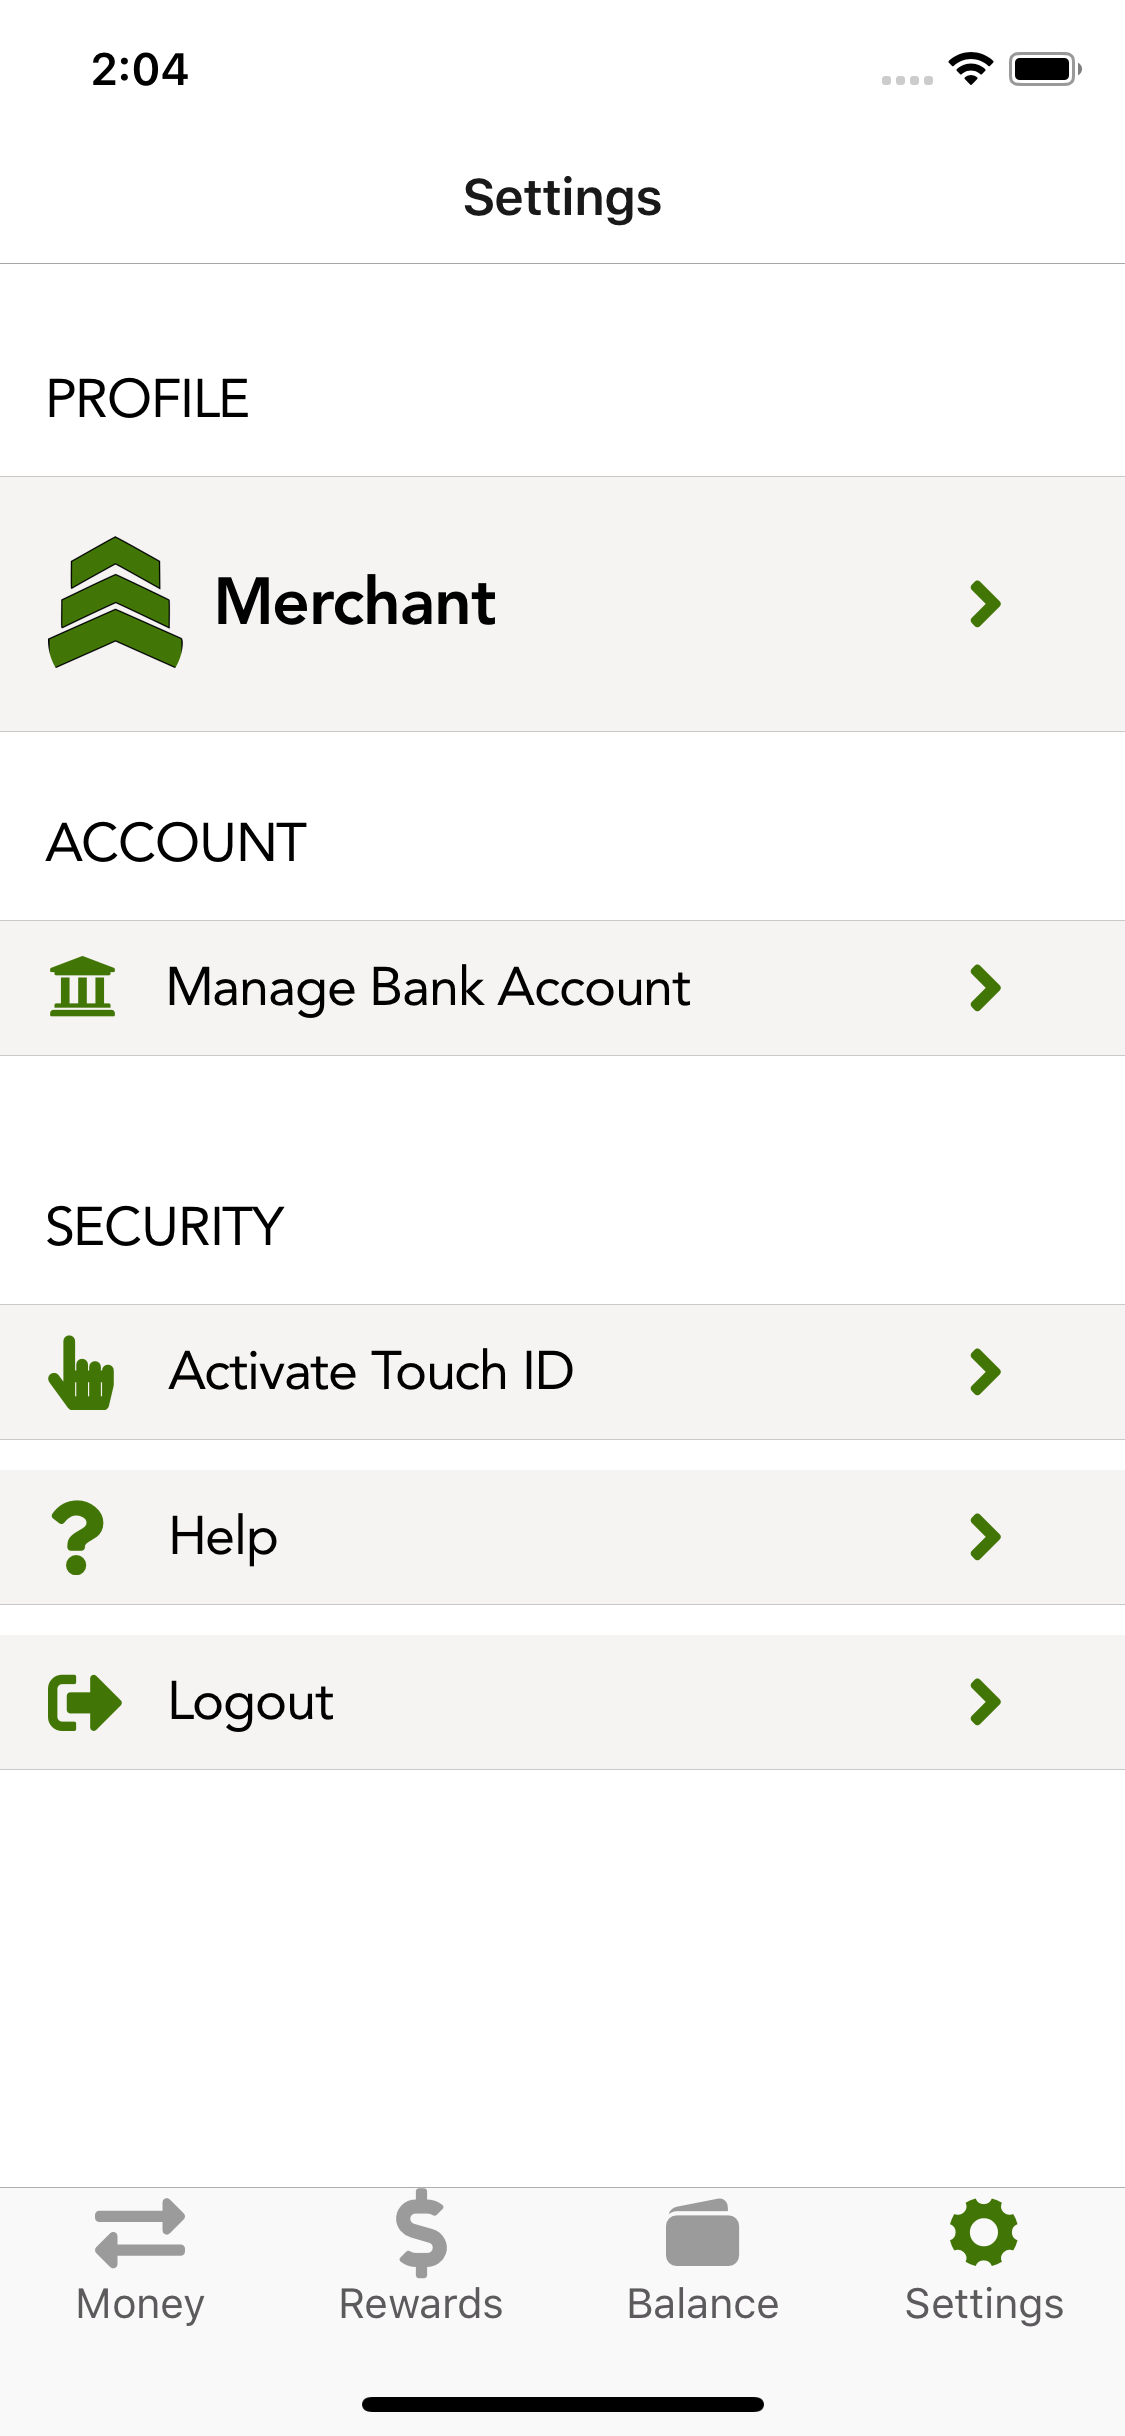 2:04
Settings
PROFILE
Merchant
ACCOUNT
Manage Bank Account
SECURITY
Activate Touch ID
Help
Logout
Money
Rewards
Balance
Settings